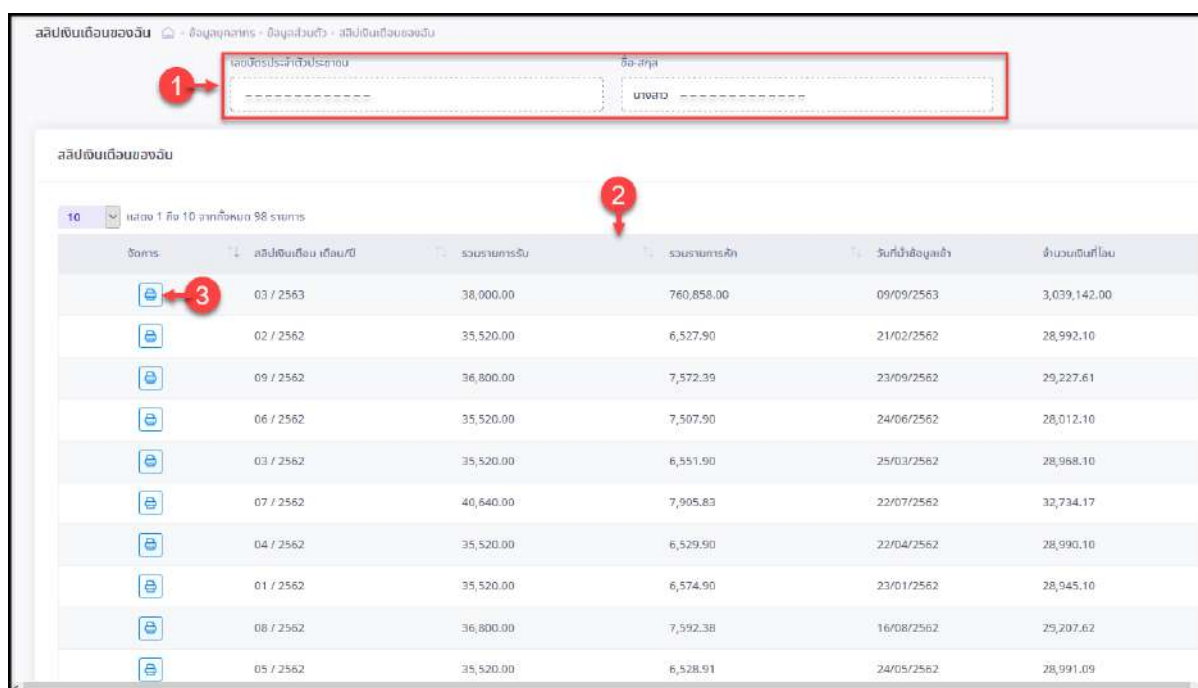 สลิปเงินเดือนของฉัน - ข้อมูลบุคลากร - ข้อมูลส่วนตัว - สลิปเงินเดือนของฉัน
เลขบัตรประจำตัวประชาชน ชื่อ-สกุล
1 _ _ _ _ _ _ _ _ _ _ _ _ _ นางสาว _ _ _ _ _ _ _ _ _ _ _ _ _
สลิปเงินเดือนของฉัน
2
10 แสดง 1 ถึง 10 จากทั้งหมด 98 รายการ
จัดการ สลิปเงินเดือน เดือน/ปี รวมรายการรับ รวมรายการหัก วันที่นำข้อมูลเข้า จำนวนเงินที่โอน
3 03 / 2563 38,000.00 760,858.00 09/09/2563 3,039,142.00
02 / 2562 35,520.00 6,527.90 21/02/2562 28,992.10
09 / 2562 36,800.00 7,572.39 23/09/2562 29,227.61
06 / 2562 35,520.00 7,507.90 24/06/2562 28,012.10
03 / 2562 35,520.00 6,551.90 25/03/2562 28,968.10
07 / 2562 40,640.00 7,905.83 22/07/2562 32,734.17
04 / 2562 35,520.00 6,529.90 22/04/2562 28,990.10
01 / 2562 35,520.00 6,574.90 23/01/2562 28,945.10
08 / 2562 36,800.00 7,592.38 16/08/2562 29,207.62
05 / 2562 35,520.00 6,528.91 24/05/2562 28,991.09